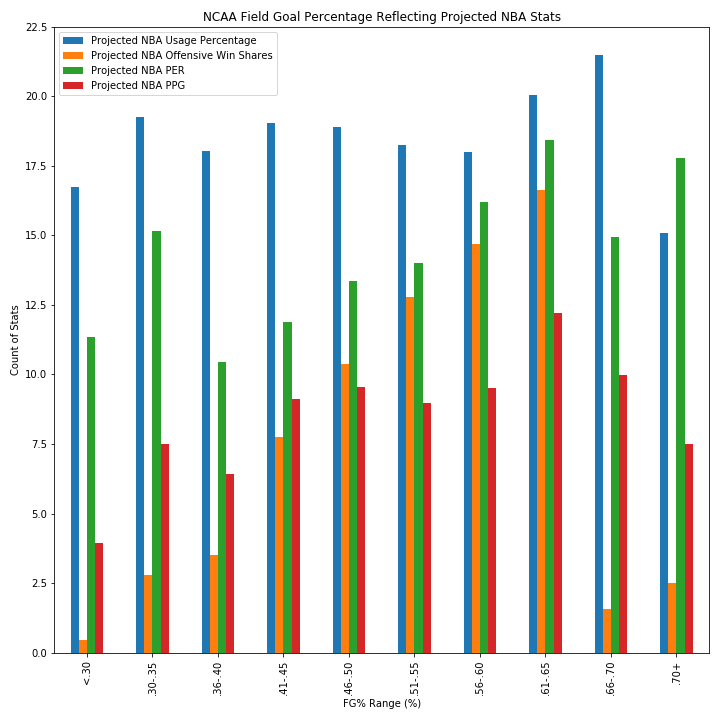 NCAA Field Goal Percentage Reflecting Projected NBA Stats
Projected NBA Usage Percentage
Projected NBA Offensive Win Shares
Projected NBA PER
Projected NBA PPG
Count of Stats
22.5
20.0
17.5
15.0
12.5
10.0
7.5
5.0
2.5
0.0
<.30
.30-.35
.36-.40
.41-.45
.46-.50
.51-.55
.56-.60
.61-.65
.66-.70
.70+
FG% Range (%)